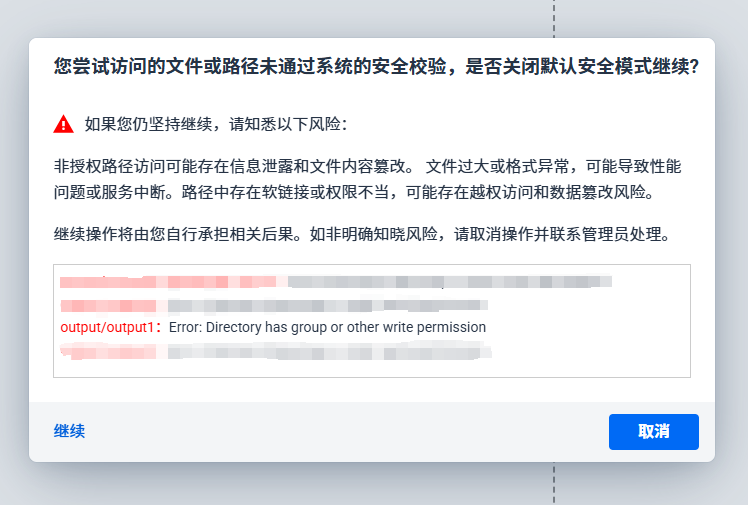 您尝试访问的文件或路径未通过系统的安全校验，是否关闭默认安全模式继续？
如果您仍坚持继续，请知悉以下风险：
非授权路径访问可能存在信息泄露和文件内容篡改。 文件过大或格式异常，可能导致性能
问题或服务中断。路径中存在软链接或权限不当，可能存在越权访问和数据篡改风险。
继续操作将由您自行承担相关后果。如非明确知晓风险，请取消操作并联系管理员处理。
output/output1： Error: Directory has group or other write permission
继续
取消